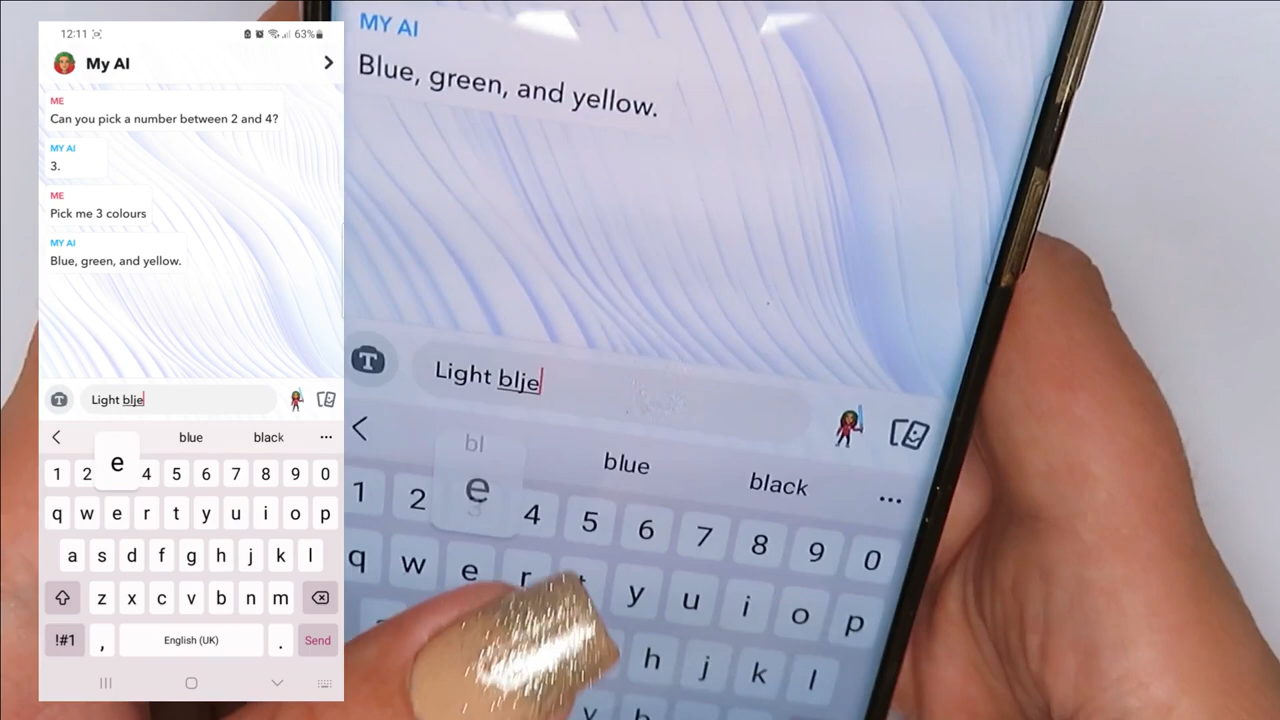 12:11
63%
My AI
ME
Can you pick a number between 2 and 4?
MY AI
3.
ME
Pick me 3 colours
MY AI
Blue, green, and yellow.
T
Light blje
blue black ...
e
1 2 4 5 6 7 8 9 0
q w e r t y u i o p
a s d f g h j k l
z x c v b n m
!#1 , English (UK) . Send
MY AI
Blue, green, and yellow.
T
Light blje
bl blue black ...
e
1 2 3 4 5 6 7 8 9 0
q w e r t y u i o p
h j k l